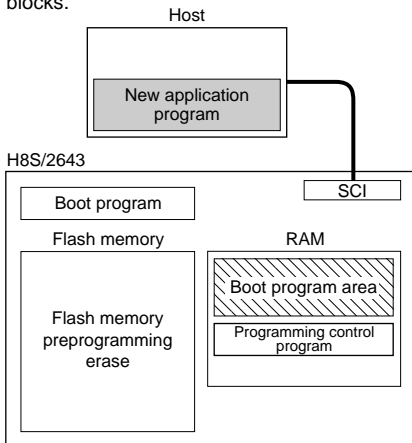 blocks.
Host
New application
program
H8S/2643
SCI
Boot program
Flash memory
RAM
Boot program area
Flash memory
preprogramming
erase
Programming control
program